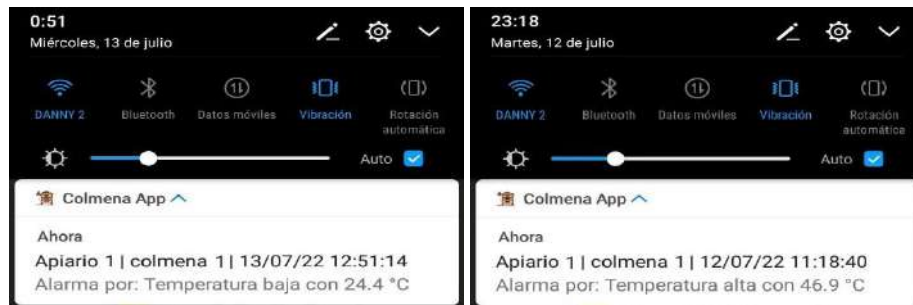 0:51
Miércoles, 13 de julio
DANNY 2 Bluetooth Datos móviles Vibración Rotación
automática
Auto
Colmena App
Ahora
Apiario 1| colmena 1| 13/07/22 12:51:14
Alarma por: Temperatura baja con 24.4 °C
23:18
Martes, 12 de julio
DANNY 2 Bluetooth Datos móviles Vibración Rotación
automática
Auto
Colmena App
Ahora
Apiario 1| colmena 1| 12/07/22 11:18:40
Alarma por: Temperatura alta con 46.9 °C